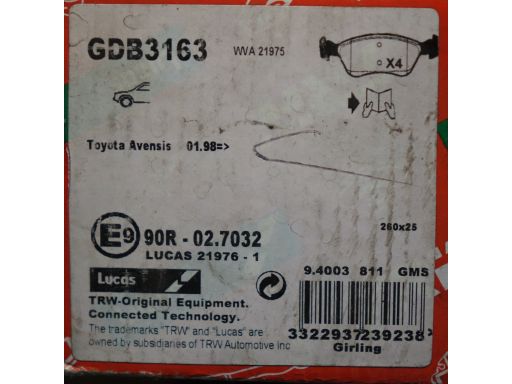 GDB3163 WVA 21975
X4
Toyota Avensis 01.98=>
260x25
E9 90R - 02.7032
LUCAS 21976 - 1
Lucas
9.4003 811 GMS
TRW-Original Equipment.
Connected Technology.
The trademarks "TRW" and "Lucas" are
owned by subsidiaries of TRW Automotive Inc
3322937239238>
Girling